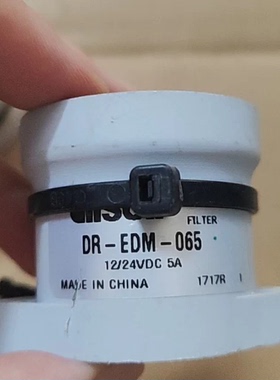 FILTER
DR-EDM-065
12/24VDC 5A
MADE IN CHINA 1717R